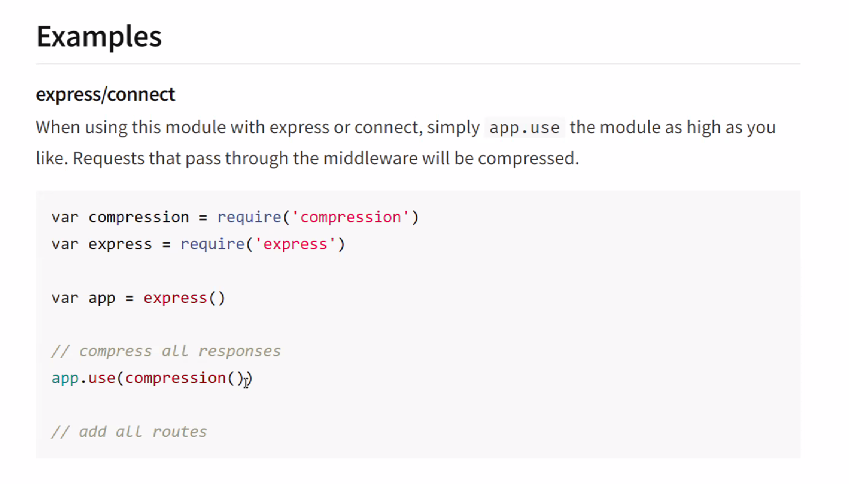 Examples
express/connect
When using this module with express or connect, simply app.use the module as high as you
like. Requests that pass through the middleware will be compressed.
var compression = require('compression')
var express = require('express')
var app = express()
// compress all responses
app.use(compression())
// add all routes